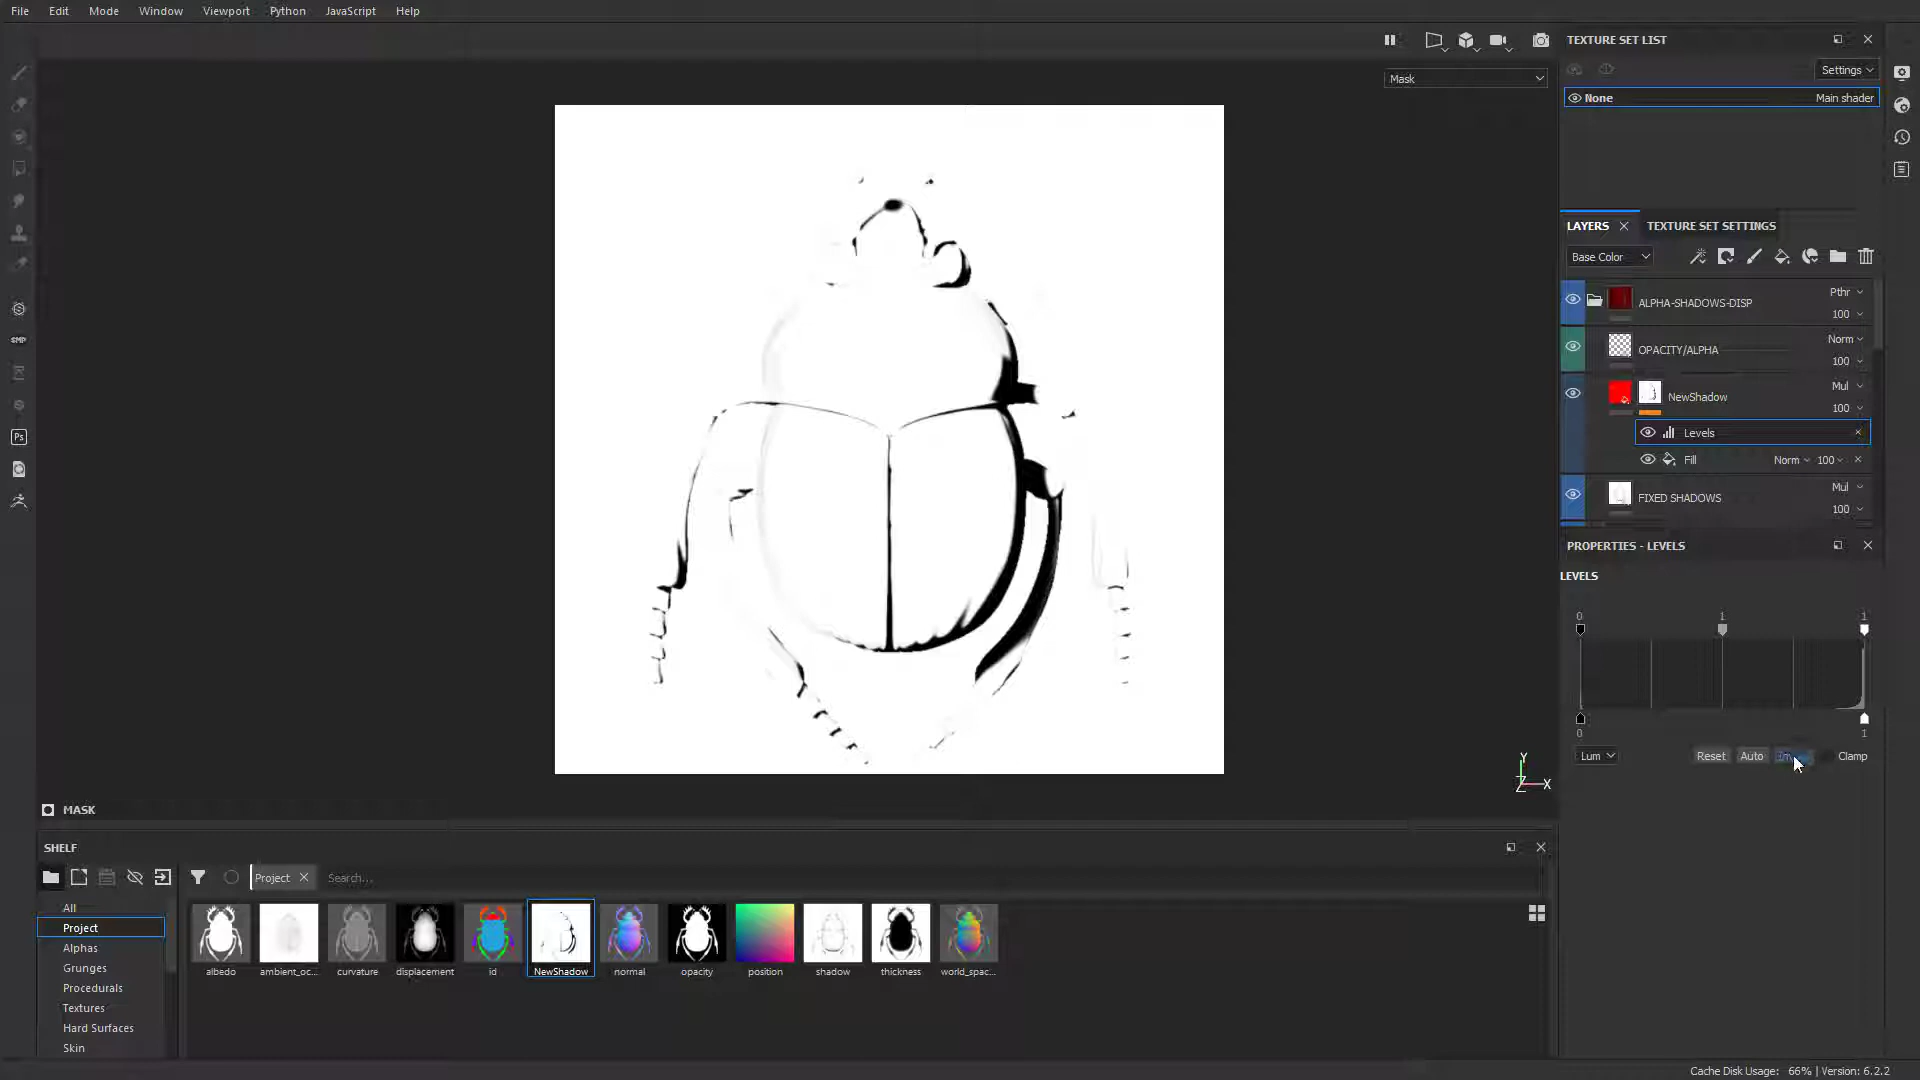 File Edit Mode Window Viewport Python JavaScript Help
TEXTURE SET LIST
Settings
Mask
None Main shader
LAYERS TEXTURE SET SETTINGS
Base Color
Pthr
ALPHA-SHADOWS-DISP
100
Norm
OPACITY/ALPHA
100
Mul
NewShadow
100
Levels
Fill Norm 100
Mul
FIXED SHADOWS
100
PROPERTIES - LEVELS
LEVELS
0 1 1
0 1
Lum Reset Auto Clamp
Y
Z X
MASK
SHELF
Project Search...
All
Project
Alphas
Grunges
Procedurals
Textures
Hard Surfaces
Skin
albedo ambient_oc... curvature displacement id NewShadow normal opacity position shadow thickness world_spac...
SMP
Ps
Cache Disk Usage: 66% | Version: 6.2.2